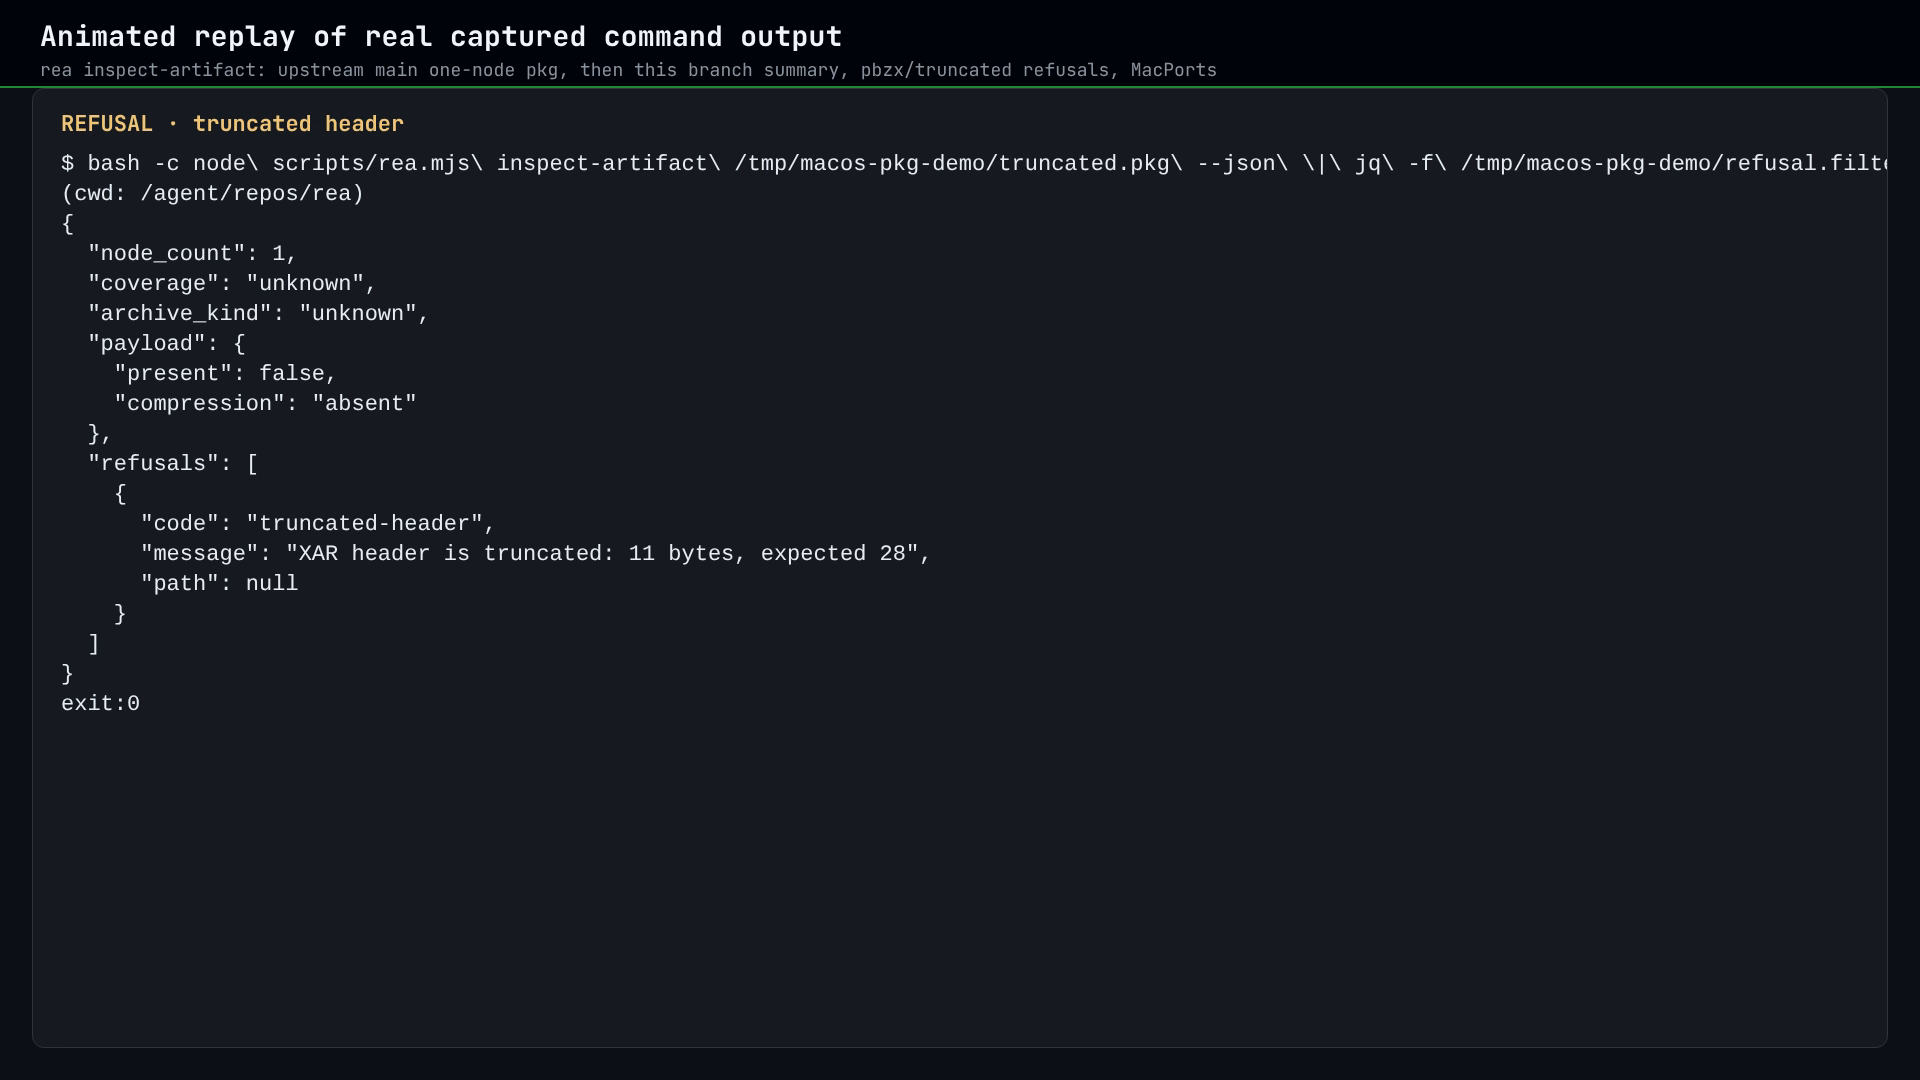 Animated replay of real captured command output
rea inspect-artifact: upstream main one-node pkg, then this branch summary, pbzx/truncated refusals, MacPorts
REFUSAL · truncated header
$ bash -c node\ scripts/rea.mjs\ inspect-artifact\ /tmp/macos-pkg-demo/truncated.pkg\ --json\ \|\ jq\ -f\ /tmp/macos-pkg-demo/refusal.filte
(cwd: /agent/repos/rea)
{
  "node_count": 1,
  "coverage": "unknown",
  "archive_kind": "unknown",
  "payload": {
    "present": false,
    "compression": "absent"
  },
  "refusals": [
    {
      "code": "truncated-header",
      "message": "XAR header is truncated: 11 bytes, expected 28",
      "path": null
    }
  ]
}
exit:0